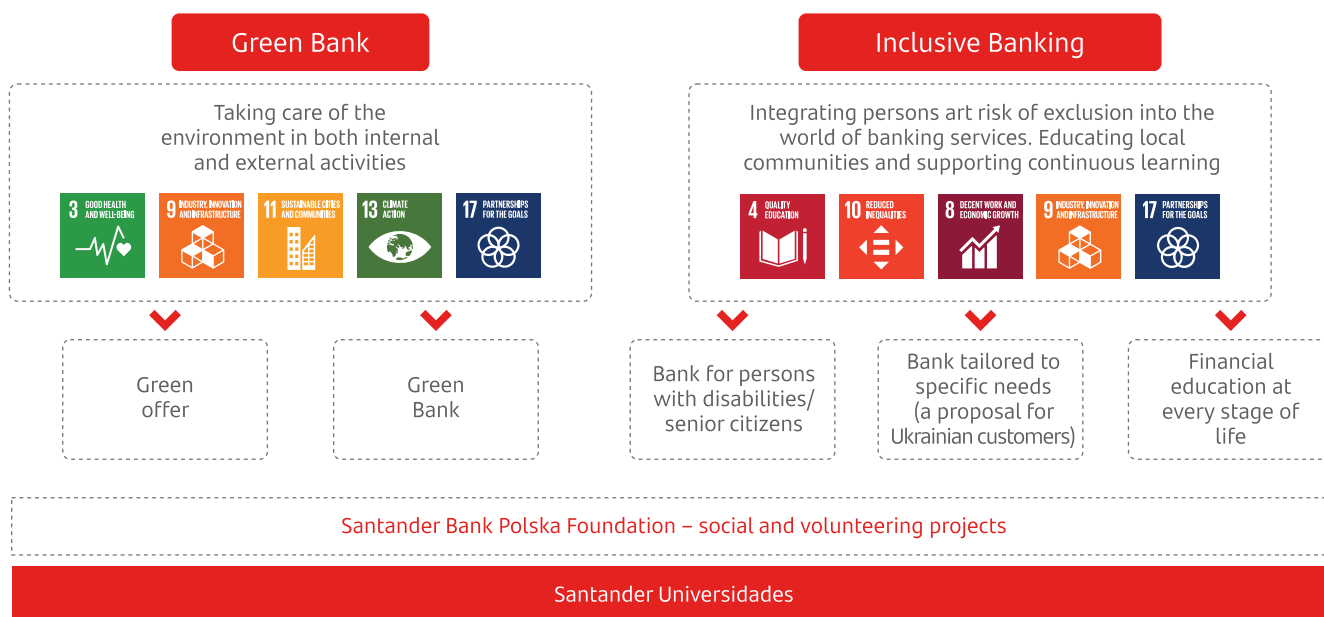 Green Bank
Taking care of the
environment in both internal
and external activities
3 GOOD HEALTH
AND WELL-BEING
9 INDUSTRY, INNOVATION
AND INFRASTRUCTURE
11 SUSTAINABLE CITIES
AND COMMUNITIES
13 CLIMATE
ACTION
17 PARTNERSHIPS
FOR THE GOALS
Green
offer
Green
Bank
Inclusive Banking
Integrating persons art risk of exclusion into the
world of banking services. Educating local
communities and supporting continuous learning
4 QUALITY
EDUCATION
10 REDUCED
INEQUALITIES
8 DECENT WORK AND
ECONOMIC GROWTH
9 INDUSTRY, INNOVATION
AND INFRASTRUCTURE
17 PARTNERSHIPS
FOR THE GOALS
Bank for persons
with disabilities/
senior citizens
Bank tailored to
specific needs
(a proposal for
Ukrainian customers)
Financial
education at
every stage of
life
Santander Bank Polska Foundation – social and volunteering projects
Santander Universidades